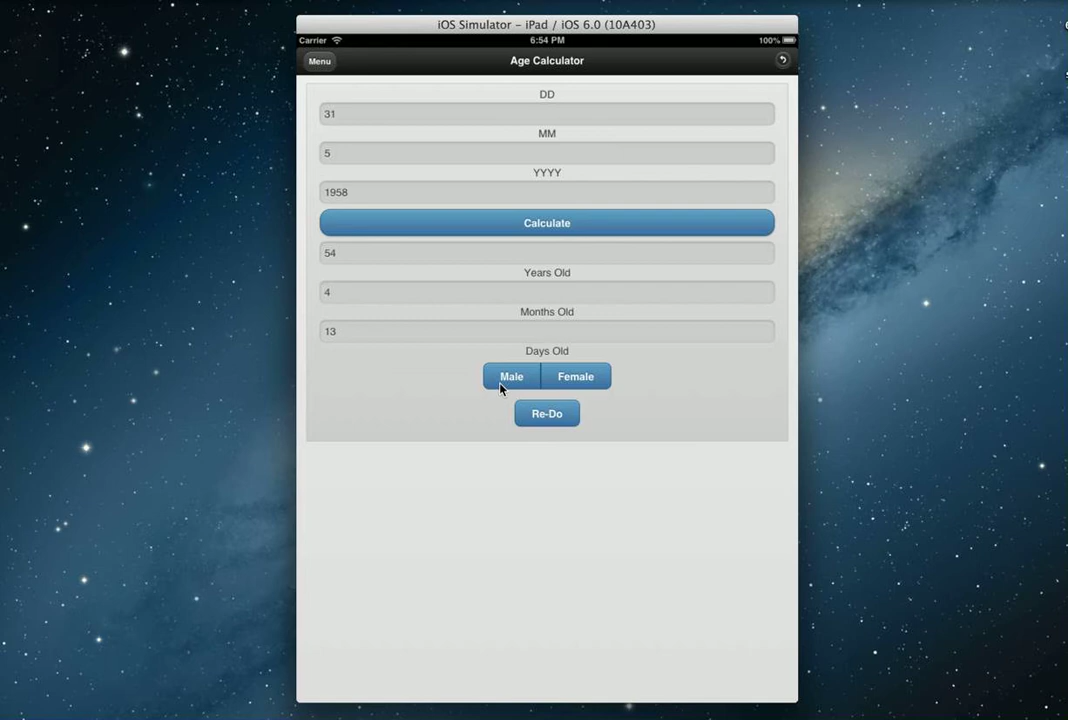 iOS Simulator – iPad / iOS 6.0 (10A403)
Carrier 6:54 PM 100%
Menu Age Calculator
DD
31
MM
5
YYYY
1958
Calculate
54
Years Old
4
Months Old
13
Days Old
Male Female
Re-Do